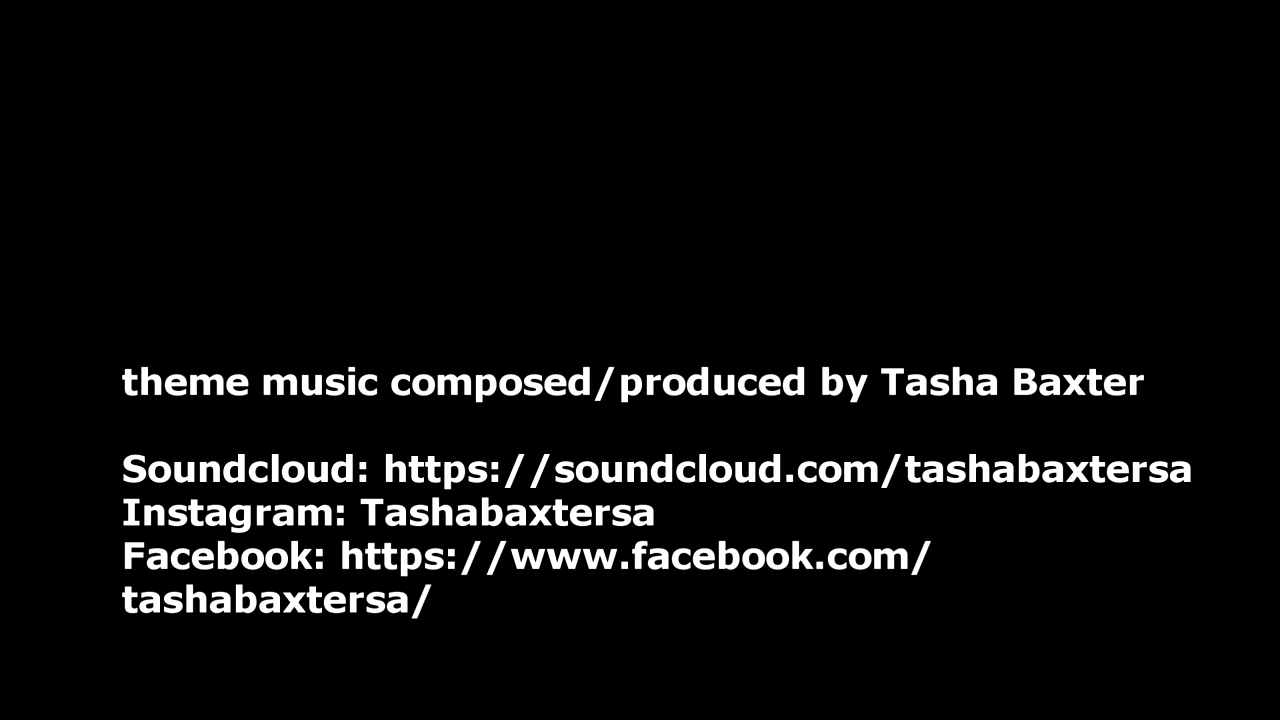 theme music composed/produced by Tasha Baxter
Soundcloud: https://soundcloud.com/tashabaxtersa
Instagram: Tashabaxtersa
Facebook: https://www.facebook.com/
tashabaxtersa/